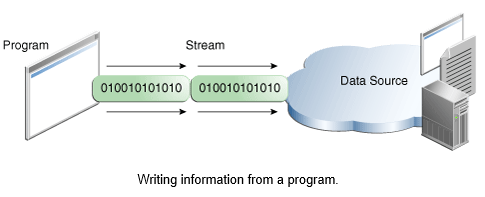 Program
Stream
010010101010 010010101010
Data Source
Writing information from a program.